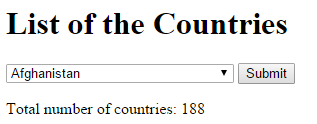 List of the Countries
Afghanistan Submit
Total number of countries: 188